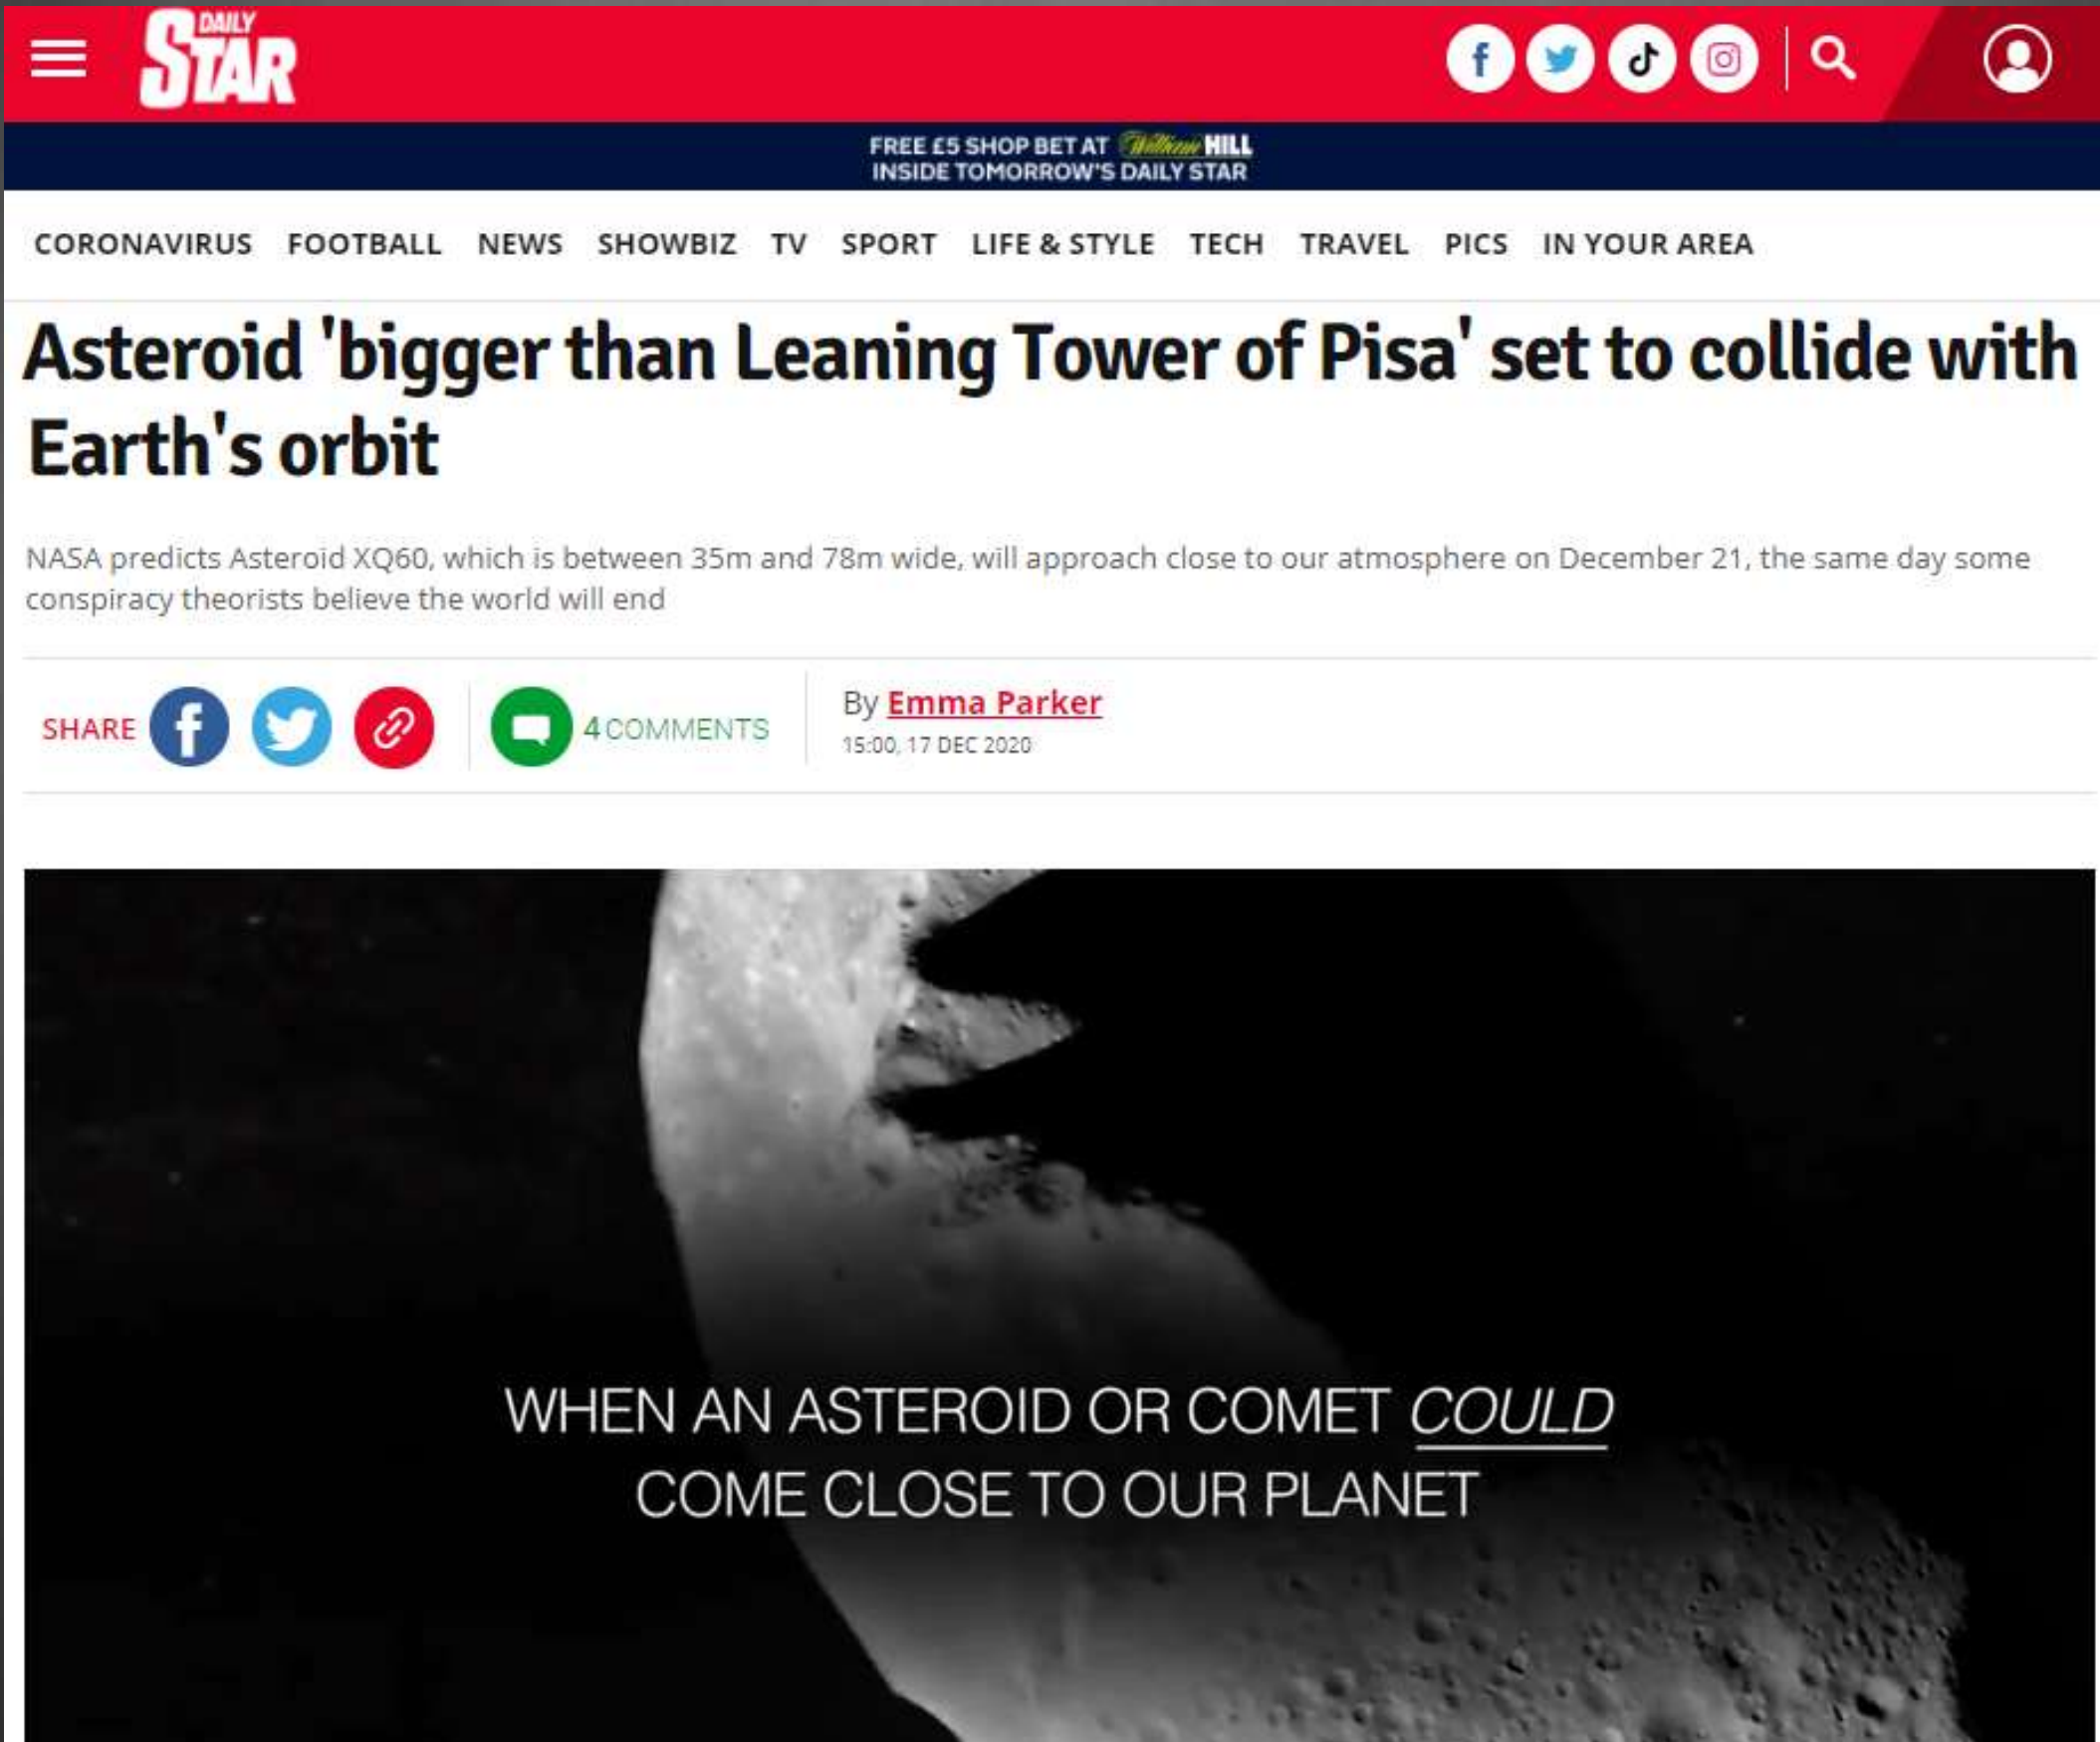 DAILY
STAR
FREE £5 SHOP BET AT William HILL
INSIDE TOMORROW'S DAILY STAR
CORONAVIRUS FOOTBALL NEWS SHOWBIZ TV SPORT LIFE & STYLE TECH TRAVEL PICS IN YOUR AREA
Asteroid 'bigger than Leaning Tower of Pisa' set to collide with
Earth's orbit
NASA predicts Asteroid XQ60, which is between 35m and 78m wide, will approach close to our atmosphere on December 21, the same day some
conspiracy theorists believe the world will end
SHARE 4 COMMENTS
By Emma Parker
15:00, 17 DEC 2020
WHEN AN ASTEROID OR COMET COULD
COME CLOSE TO OUR PLANET